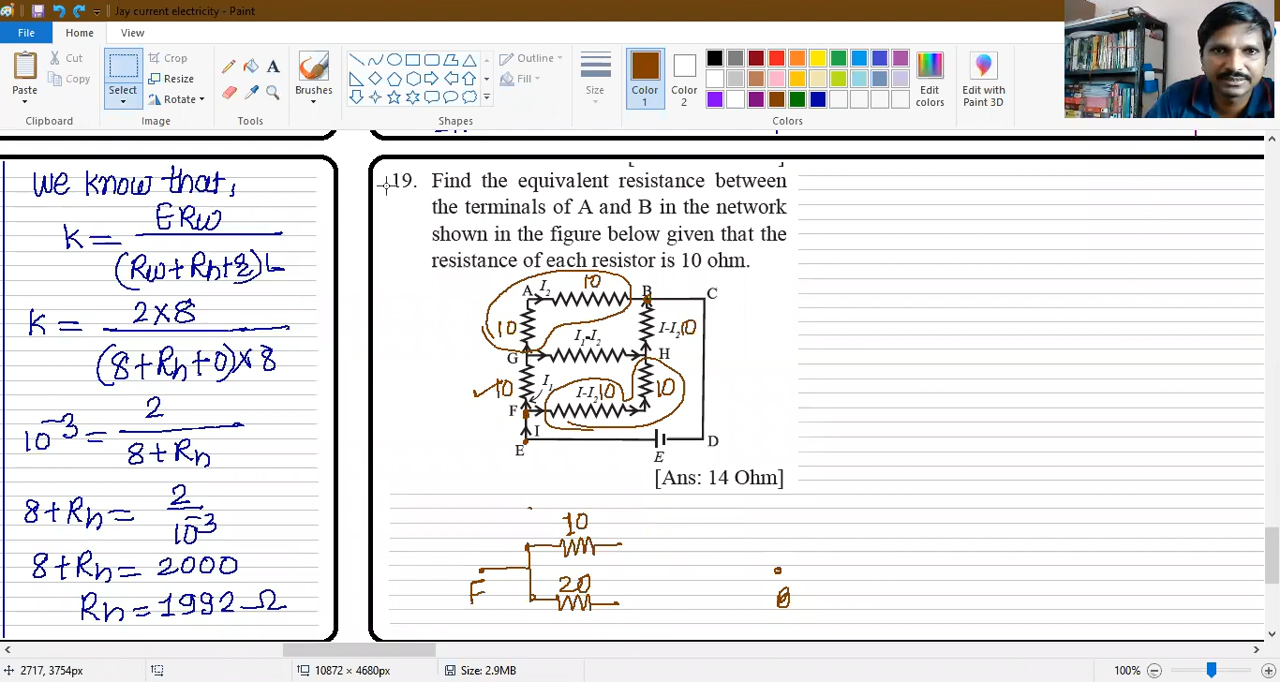 Jay current electricity - Paint
File Home View
Paste Cut Copy Clipboard
Select Crop Resize Rotate Image
Tools
Brushes
Outline Fill Shapes
Size
Color 1 Color 2 Edit colors Edit with Paint 3D Colors
We know that,
K = ERw / (Rw+Rh+r)L
K = 2×8 / (8+Rh+0)×8
10⁻³ = 2 / 8+Rh
8+Rh = 2 / 10⁻³
8+Rh = 2000
Rh = 1992 Ω
19. Find the equivalent resistance between
the terminals of A and B in the network
shown in the figure below given that the
resistance of each resistor is 10 ohm.
A I₂ 10 B C
10 I₁-I₂ I-I₂ 10
G H
10 I₁ I-I₂ 10 10
F
I
E E D
[Ans: 14 Ohm]
10
F 20 B
2717, 3754px 10872 × 4680px Size: 2.9MB 100%